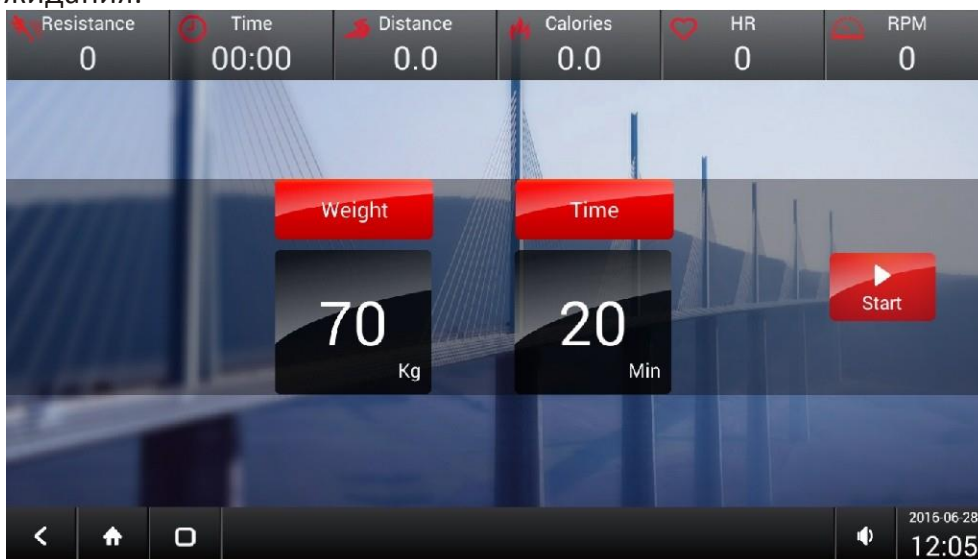 жидания.
Resistance Time Distance Calories HR RPM
0 00:00 0.0 0.0 0 0
Weight Time
70 20
Kg Min
Start
2016-06-28
12:05